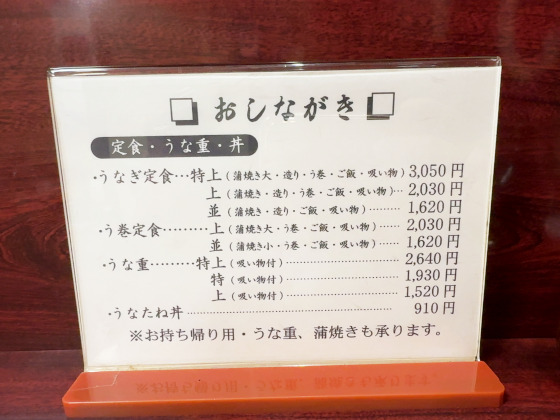 おしながき
定食・うな重・丼
・うなぎ定食…特上(蒲焼き大・造り・う巻・ご飯・吸い物) 3,050円
上(蒲焼き・造り・う巻・ご飯・吸い物)… 2,030円
並(蒲焼き・造り・ご飯・吸い物)………… 1,620円
・う巻定食………上(蒲焼き大・う巻・ご飯・吸い物)…… 2,030円
並(蒲焼き小・う巻・ご飯・吸い物)…… 1,620円
・うな重………特上(吸い物付)……………………… 2,640円
特(吸い物付)……………………… 1,930円
上(吸い物付)……………………… 1,520円
・うなたね丼………………………………………… 910円
※お持ち帰り用・うな重、蒲焼きも承ります。